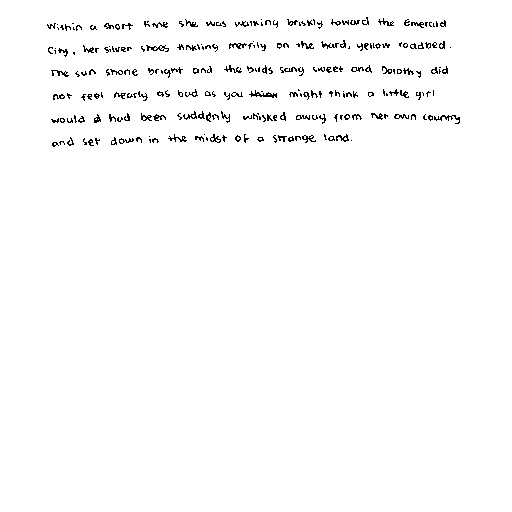 Within a short time she was walking briskly toward the Emerald
City, her silver shoes tinkling merrily on the hard, yellow roadbed.
The sun shone bright and the birds sang sweet and Dorothy did
not feel nearly as bad as you might think a little girl
would had been suddenly whisked away from her own country
and set down in the midst of a strange land.